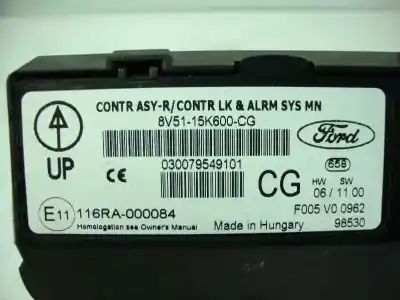 CONTR ASY-R/CONTR LK & ALRM SYS MN
8V51-15K600-CG
Ford
UP
030079549101
659
CE
CG
HW SW
06 / 11.00
E11 116RA-000084
F005 V0 0962
Homologation see Owner's Manual
Made in Hungary
98530